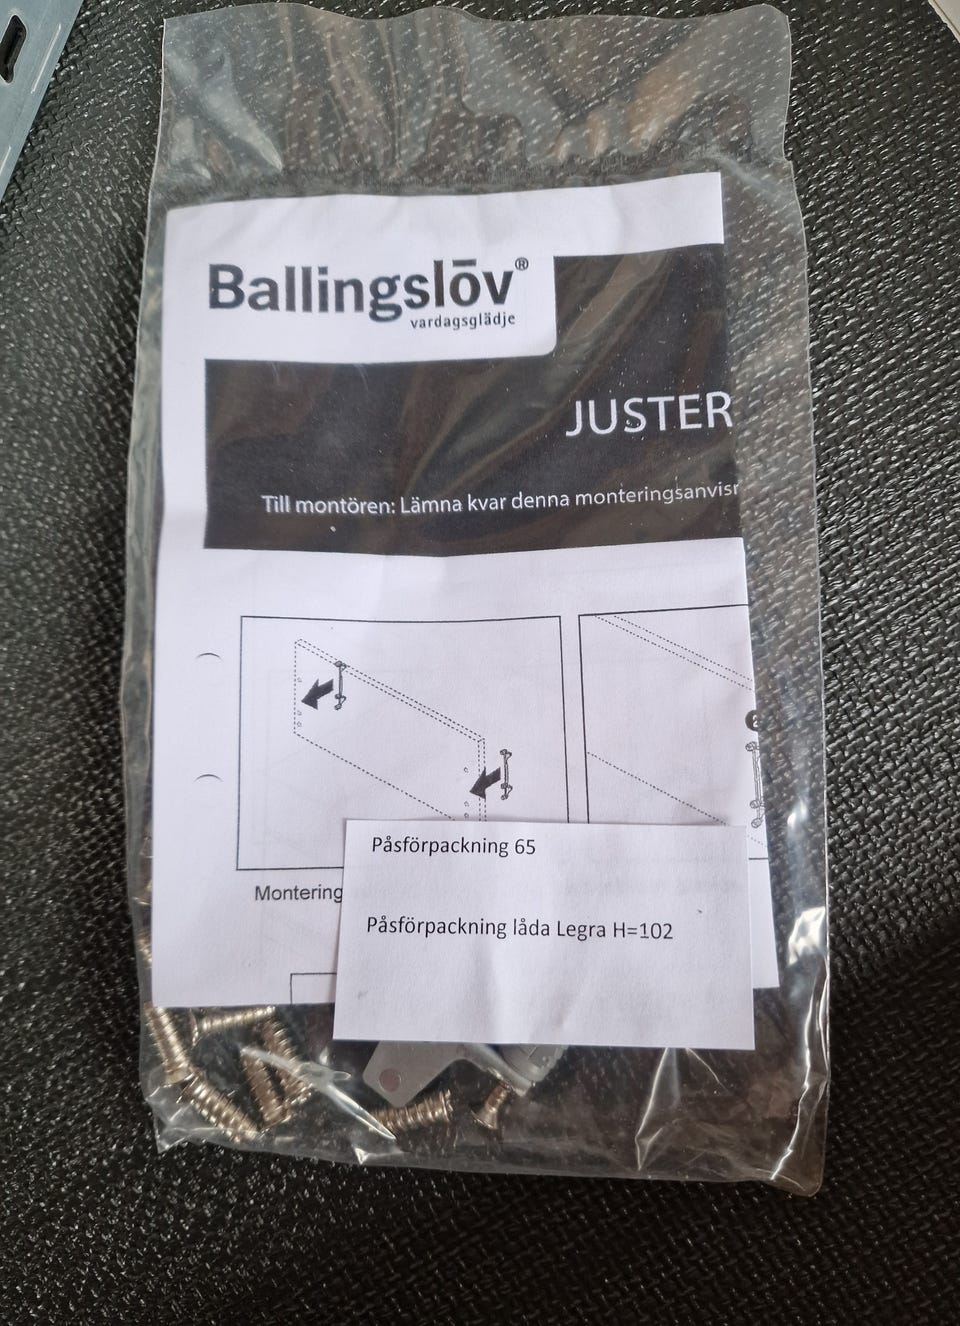 Ballingslöv®
vardagsglädje
JUSTER
Till montören: Lämna kvar denna monteringsanvisn
Montering
Påsförpackning 65
Påsförpackning låda Legra H=102